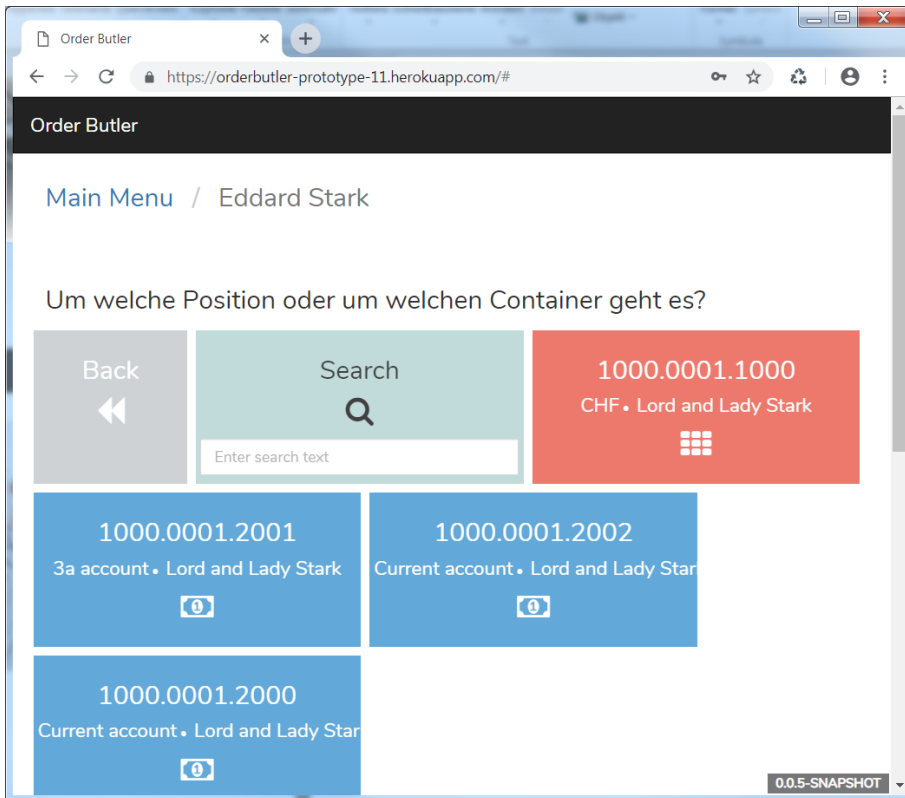 Order Butler
https://orderbutler-prototype-11.herokuapp.com/#
Order Butler
Main Menu / Eddard Stark
Um welche Position oder um welchen Container geht es?
Back
Search
Enter search text
1000.0001.1000
CHF • Lord and Lady Stark
1000.0001.2001
3a account • Lord and Lady Stark
1000.0001.2002
Current account • Lord and Lady Star
1000.0001.2000
Current account • Lord and Lady Star
0.0.5-SNAPSHOT